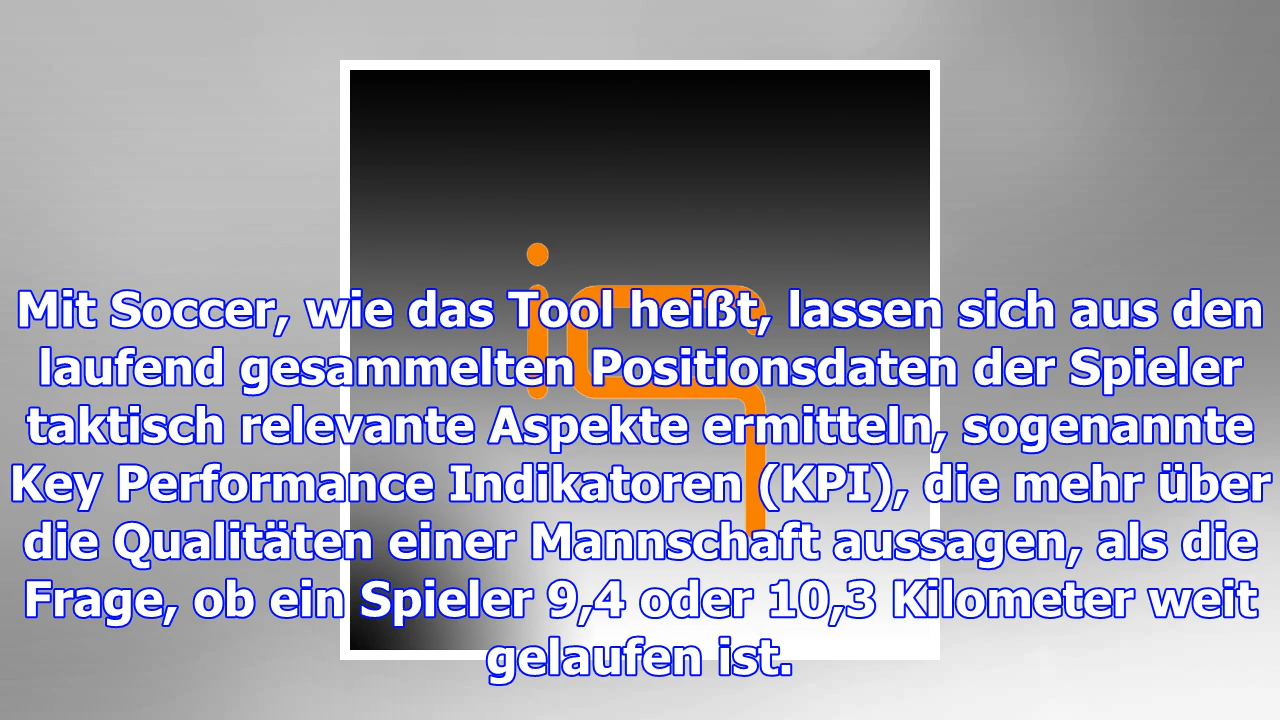 Mit Soccer, wie das Tool heißt, lassen sich aus den
laufend gesammelten Positionsdaten der Spieler
taktisch relevante Aspekte ermitteln, sogenannte
Key Performance Indikatoren (KPI), die mehr über
die Qualitäten einer Mannschaft aussagen, als die
Frage, ob ein Spieler 9,4 oder 10,3 Kilometer weit
gelaufen ist.